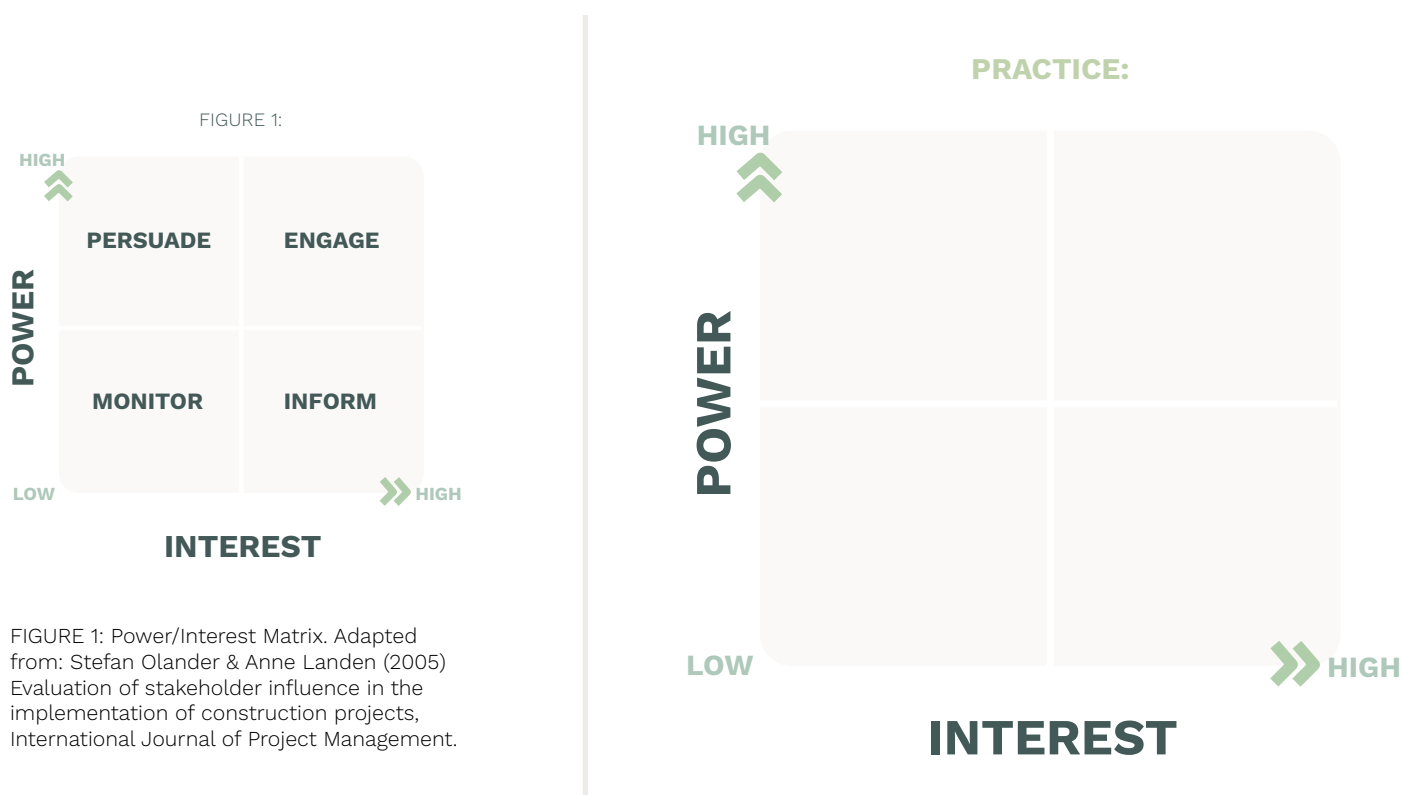 FIGURE 1:
HIGH
PERSUADE
ENGAGE
POWER
MONITOR
INFORM
LOW
HIGH
INTEREST
FIGURE 1: Power/Interest Matrix. Adapted
from: Stefan Olander & Anne Landen (2005)
Evaluation of stakeholder influence in the
implementation of construction projects,
International Journal of Project Management.
PRACTICE:
HIGH
POWER
LOW
HIGH
INTEREST